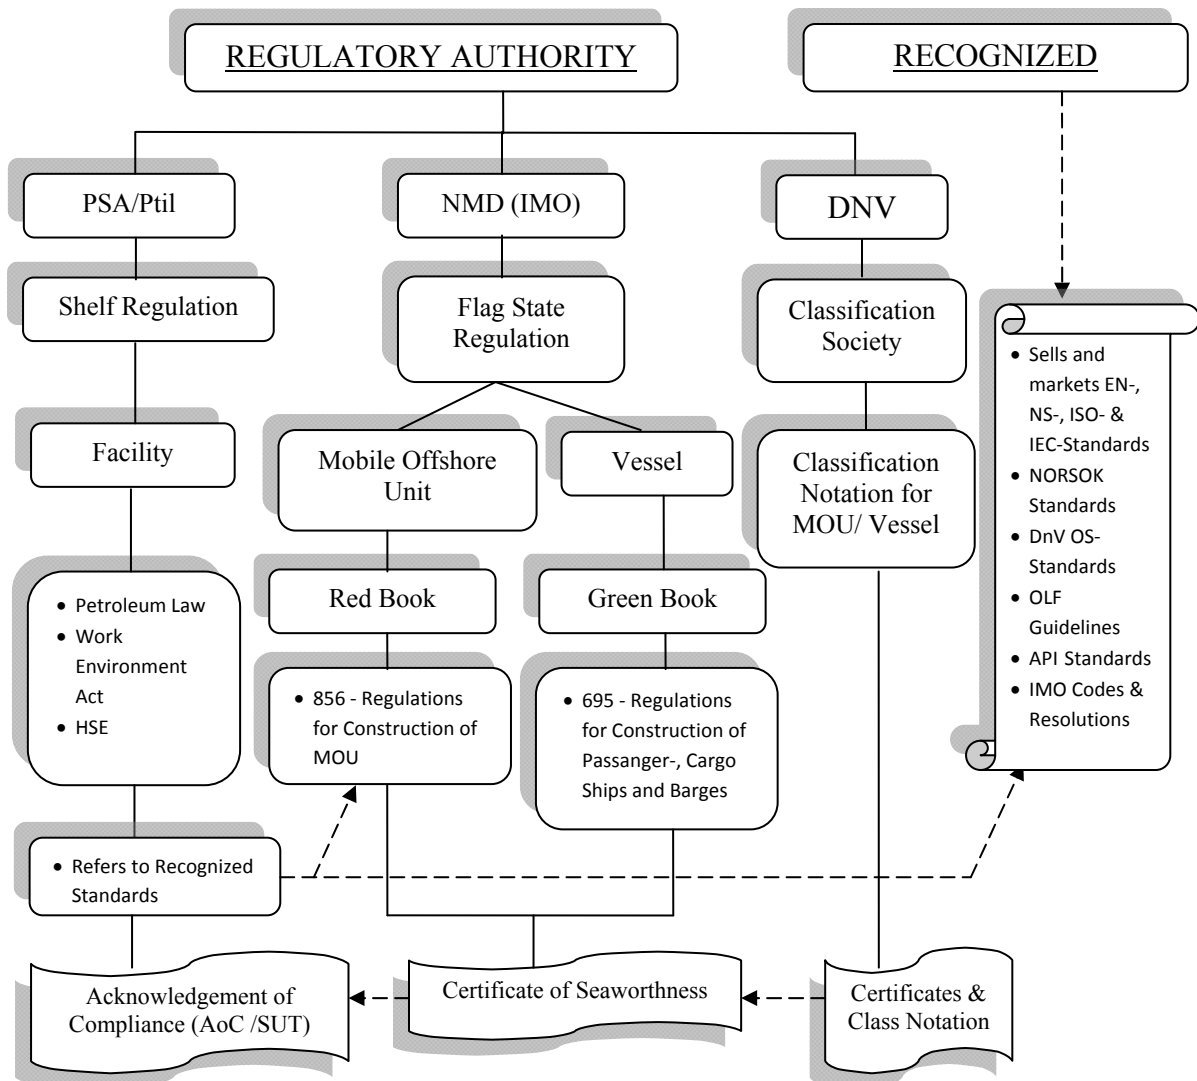 REGULATORY AUTHORITY
RECOGNIZED
PSA/Ptil
NMD (IMO)
DNV
Shelf Regulation
Flag State
Regulation
Classification
Society
Facility
Mobile Offshore
Unit
Vessel
Classification
Notation for
MOU/ Vessel
• Sells and
markets EN-,
NS-, ISO- &
IEC-Standards
• NORSOK
Standards
• DnV OS-
Standards
• OLF
Guidelines
• API Standards
• IMO Codes &
Resolutions
• Petroleum Law
• Work
Environment
Act
• HSE
Red Book
Green Book
• 856 - Regulations
for Construction of
MOU
• 695 - Regulations
for Construction of
Passanger-, Cargo
Ships and Barges
• Refers to Recognized
Standards
Acknowledgement of
Compliance (AoC /SUT)
Certificate of Seaworthness
Certificates &
Class Notation